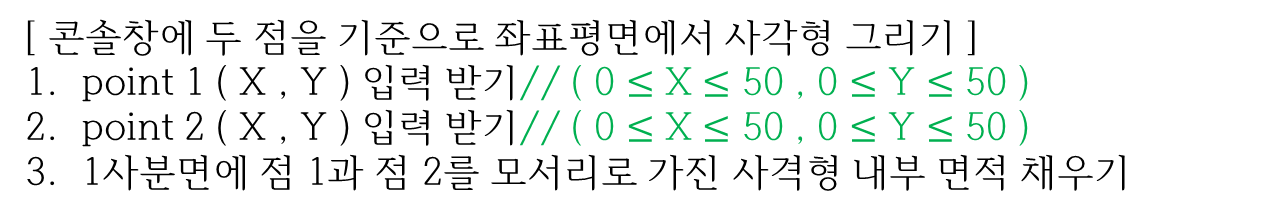 [ 콘솔창에 두 점을 기준으로 좌표평면에서 사각형 그리기 ]
1. point 1 ( X , Y ) 입력 받기// ( 0 ≤ X ≤ 50 , 0 ≤ Y ≤ 50 )
2. point 2 ( X , Y ) 입력 받기// ( 0 ≤ X ≤ 50 , 0 ≤ Y ≤ 50 )
3. 1사분면에 점 1과 점 2를 모서리로 가진 사격형 내부 면적 채우기